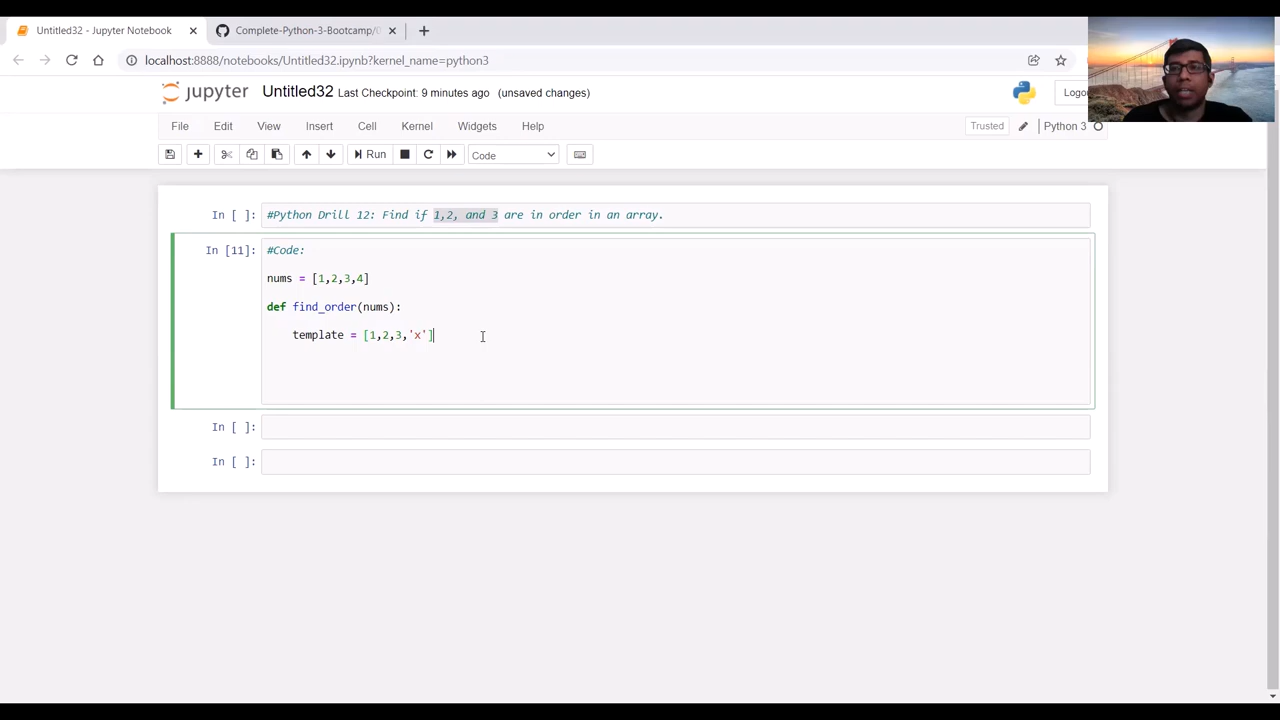 Untitled32 - Jupyter Notebook
Complete-Python-3-Bootcamp/
localhost:8888/notebooks/Untitled32.ipynb?kernel_name=python3
jupyter Untitled32 Last Checkpoint: 9 minutes ago (unsaved changes)
File Edit View Insert Cell Kernel Widgets Help Trusted Python 3
Run Code
In [ ]: #Python Drill 12: Find if 1,2, and 3 are in order in an array.
In [11]: #Code:
nums = [1,2,3,4]
def find_order(nums):
template = [1,2,3,'x']
In [ ]:
In [ ]: